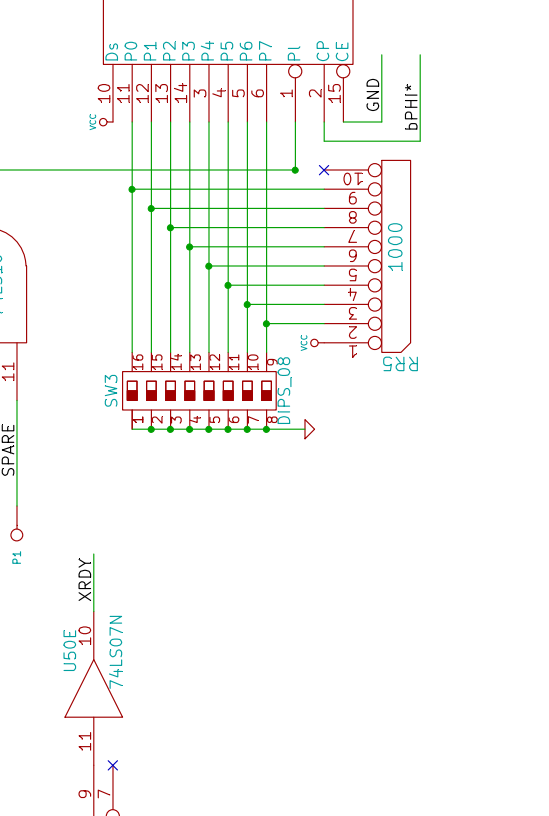 Ds P0 P1 P2 P3 P4 P5 P6 P7 Pl CP CE
10 11 12 13 14 3 4 5 6 1 2 15
vcc
GND
bPHI*
10
9
8
7
6
5
4
3
2
1
1000
vcc
RR5
16 15 14 13 12 11 10 9
SW3
DIPS_08
1 2 3 4 5 6 7 8
11
SPARE
P1
XRDY
10
U50E
74LS07N
11
9 7